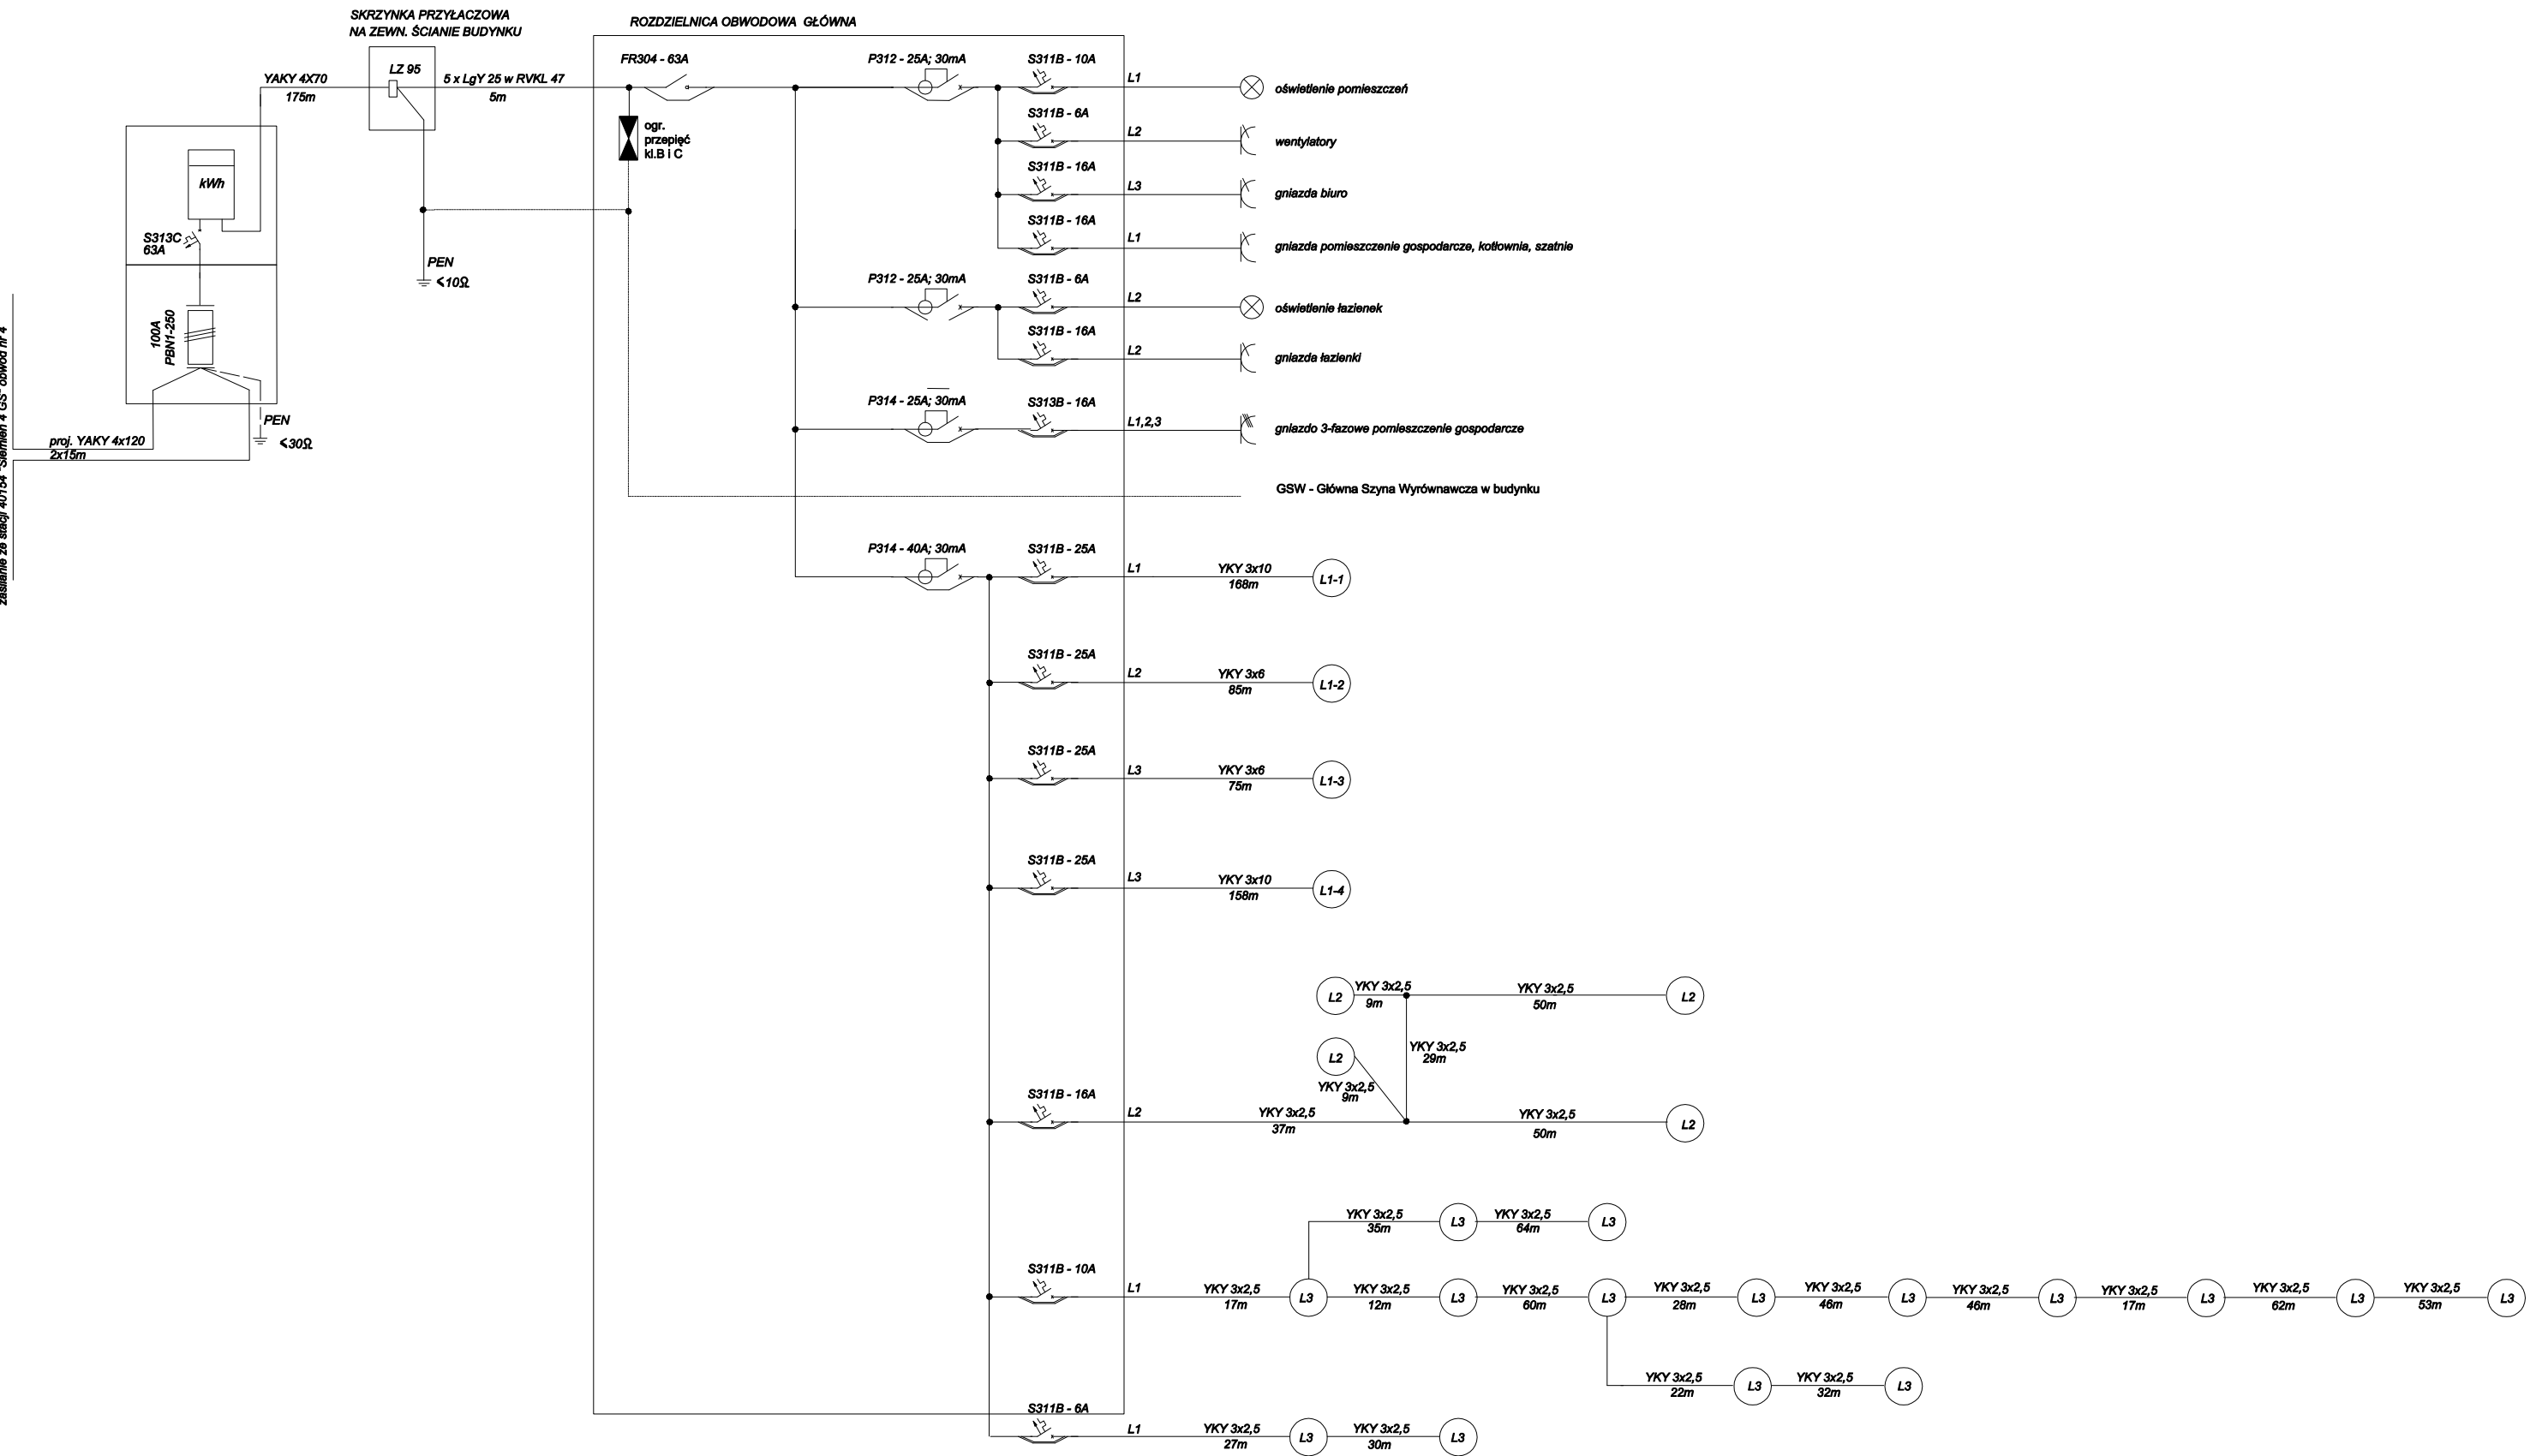 SKRZYNKA PRZYŁACZOWA
NA ZEWN. ŚCIANIE BUDYNKU
ROZDZIELNICA OBWODOWA GŁÓWNA
YAKY 4X70
175m
LZ 95
5 x LgY 25 w RVKL 47
5m
FR304 - 63A
ogr.
przepięć
kl.B i C
kWh
S313C
63A
PEN
<10Ω
100A
PBN1-250
PEN
<30Ω
proj. YAKY 4x120
2x15m
zasilanie ze stacji 40154 "Siemień 4 GS" obwód nr 4
P312 - 25A; 30mA
S311B - 10A
L1
oświetlenie pomieszczeń
S311B - 6A
L2
wentylatory
S311B - 16A
L3
gniazda biuro
S311B - 16A
L1
gniazda pomieszczenie gospodarcze, kotłownia, szatnie
P312 - 25A; 30mA
S311B - 6A
L2
oświetlenie łazienek
S311B - 16A
L2
gniazda łazienki
P314 - 25A; 30mA
S313B - 16A
L1,2,3
gniazdo 3-fazowe pomieszczenie gospodarcze
GSW - Główna Szyna Wyrównawcza w budynku
P314 - 40A; 30mA
S311B - 25A
L1
YKY 3x10
168m
L1-1
S311B - 25A
L2
YKY 3x6
85m
L1-2
S311B - 25A
L3
YKY 3x6
75m
L1-3
S311B - 25A
L3
YKY 3x10
158m
L1-4
L2
YKY 3x2,5
9m
YKY 3x2,5
50m
L2
L2
YKY 3x2,5
29m
YKY 3x2,5
9m
S311B - 16A
L2
YKY 3x2,5
37m
YKY 3x2,5
50m
L2
YKY 3x2,5
35m
L3
YKY 3x2,5
64m
L3
S311B - 10A
L1
YKY 3x2,5
17m
L3
YKY 3x2,5
12m
L3
YKY 3x2,5
60m
L3
YKY 3x2,5
28m
L3
YKY 3x2,5
46m
L3
YKY 3x2,5
46m
L3
YKY 3x2,5
17m
L3
YKY 3x2,5
62m
L3
YKY 3x2,5
53m
L3
YKY 3x2,5
22m
L3
YKY 3x2,5
32m
L3
S311B - 6A
L1
YKY 3x2,5
27m
L3
YKY 3x2,5
30m
L3